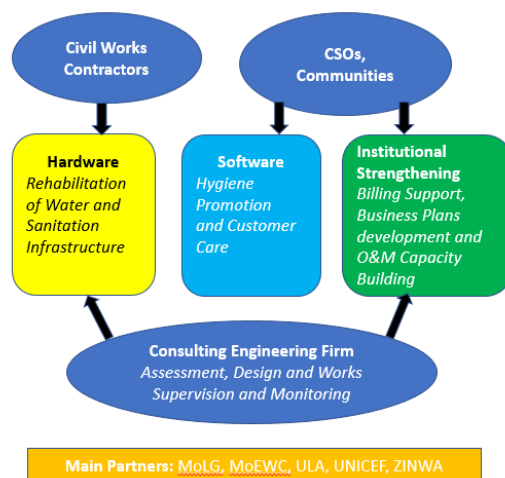 Civil Works
Contractors
CSOs,
Communities
Hardware
Rehabilitation
of Water and
Sanitation
Infrastructure
Software
Hygiene
Promotion
and Customer
Care
Institutional
Strengthening
Billing Support,
Business Plans
development and
O&M Capacity
Building
Consulting Engineering Firm
Assessment, Design and Works
Supervision and Monitoring
Main Partners: MoLG, MoEWC, ULA, UNICEF, ZINWA